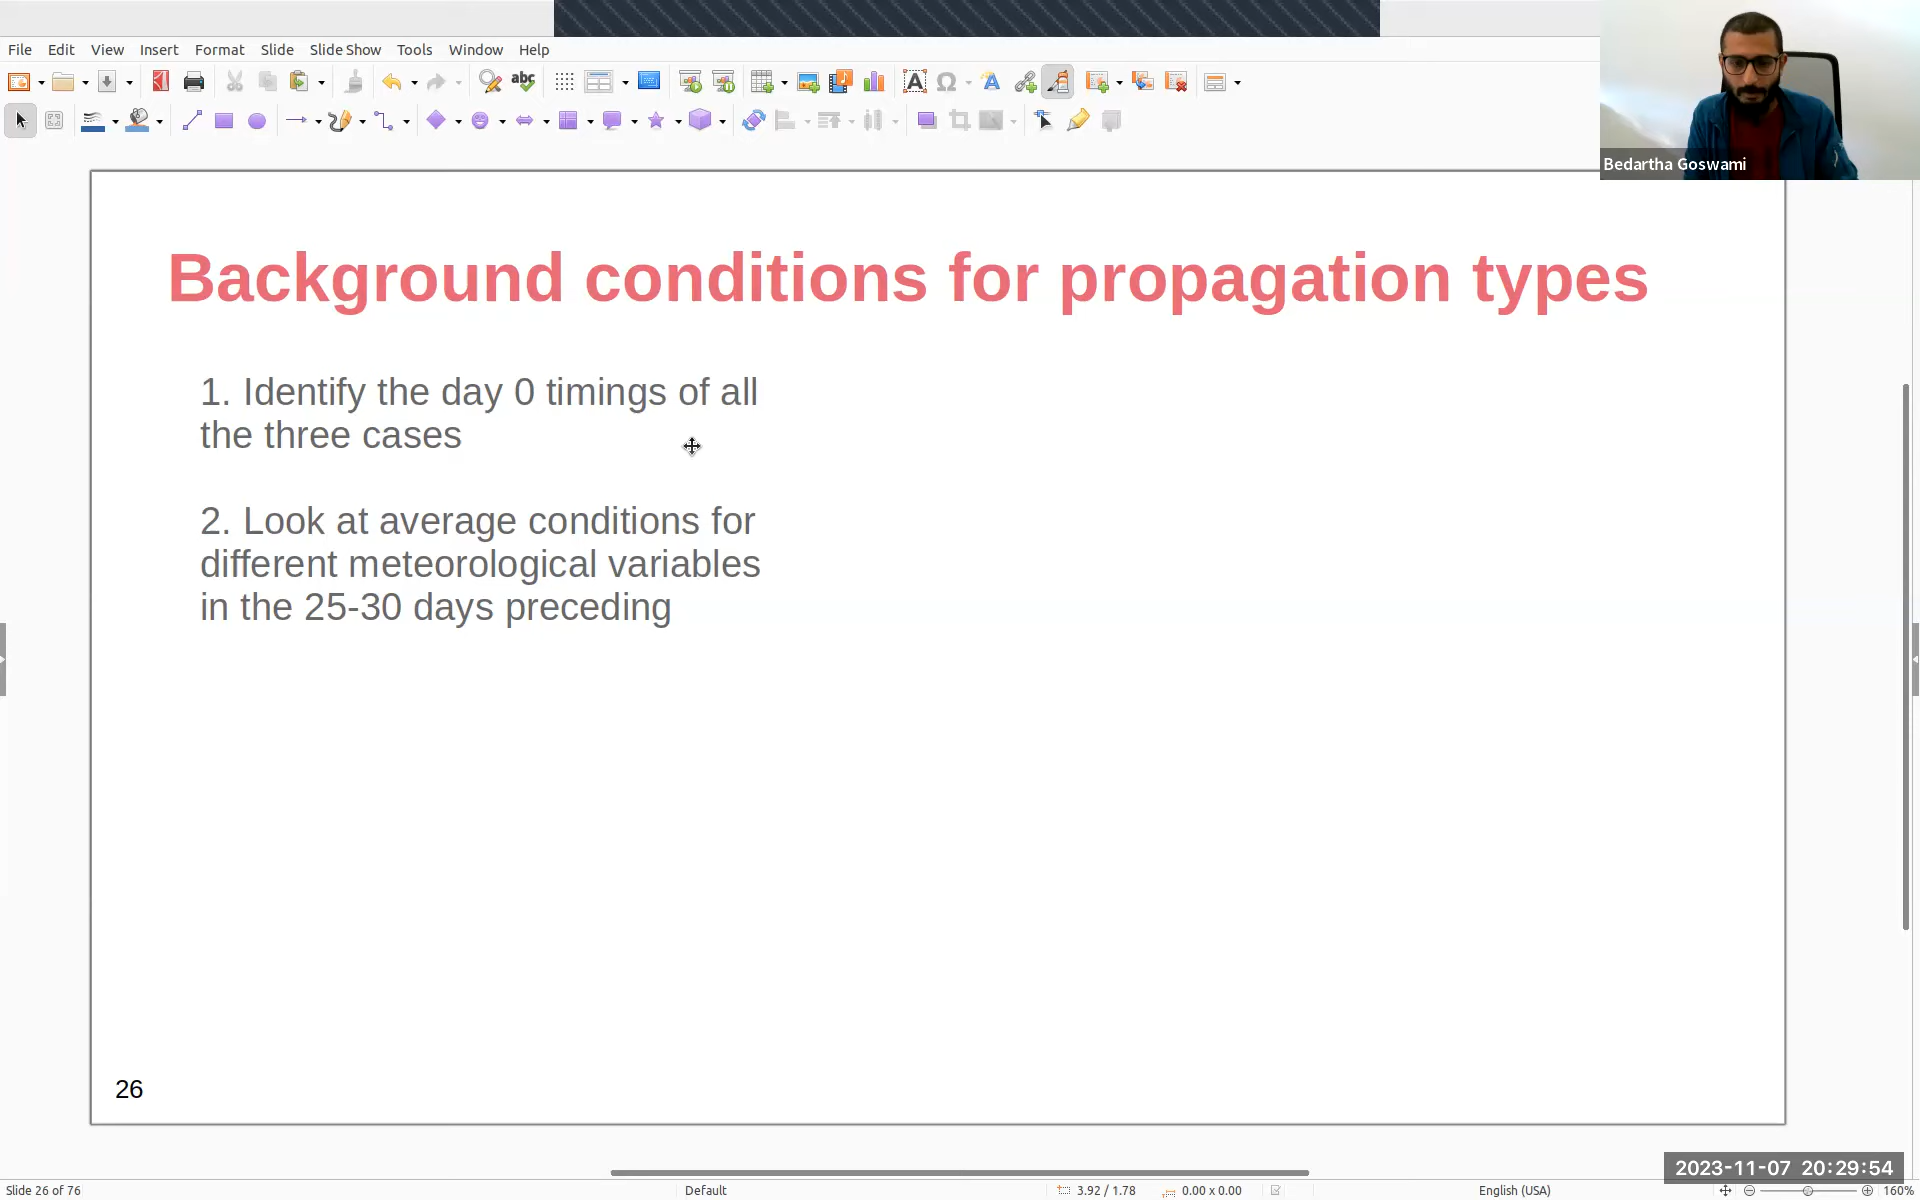 File Edit View Insert Format Slide Slide Show Tools Window Help
Bedartha Goswami
Background conditions for propagation types
1. Identify the day 0 timings of all
the three cases
2. Look at average conditions for
different meteorological variables
in the 25-30 days preceding
26
2023-11-07 20:29:54
Slide 26 of 76 Default 3.92 / 1.78 0.00 x 0.00 English (USA) 160%